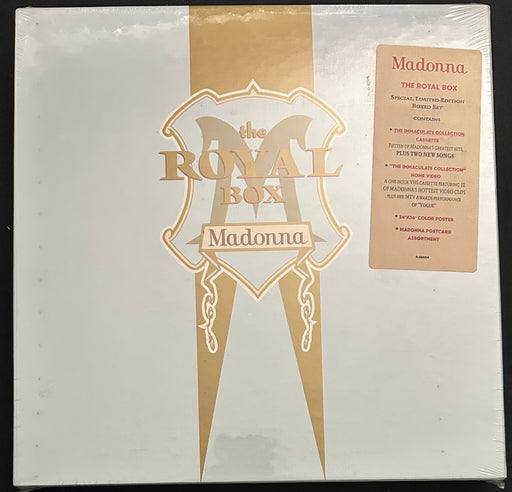 the
ROYAL
BOX
Madonna
Madonna
THE ROYAL BOX
SPECIAL, LIMITED-EDITION
BOXED SET
CONTAINS
• THE IMMACULATE COLLECTION
CASSETTE
FIFTEEN OF MADONNA'S GREATEST HITS,
PLUS TWO NEW SONGS
• "THE IMMACULATE COLLECTION"
HOME VIDEO
A ONE-HOUR VHS CASSETTE FEATURING 12
OF MADONNA'S HOTTEST VIDEO CLIPS
PLUS HER MTV AWARDS PERFORMANCE
OF "VOGUE"
• 24"X36" COLOR POSTER
• MADONNA POSTCARD
ASSORTMENT